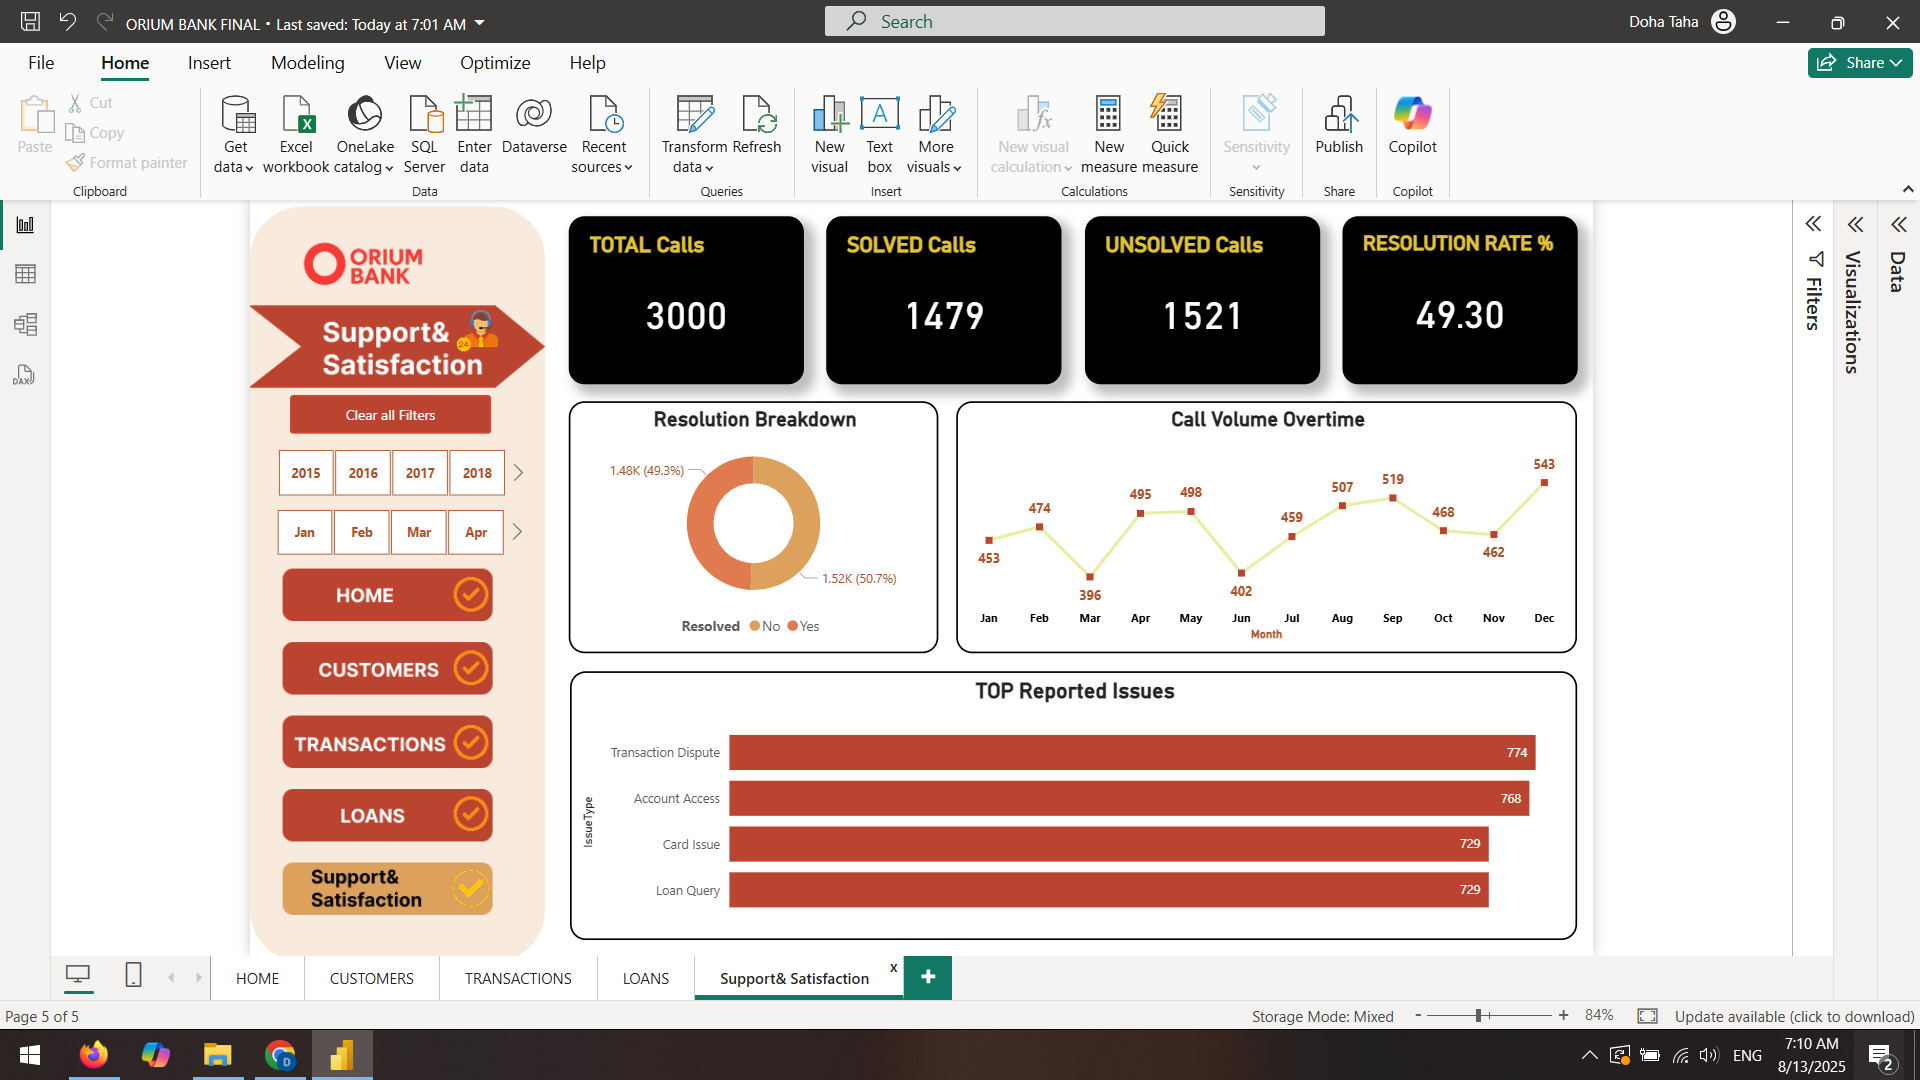 ORIUM BANK FINAL • Last saved: Today at 7:01 AM
Search
Doha Taha
File
Home
Insert
Modeling
View
Optimize
Help
Share
Paste
Cut
Copy
Format painter
Clipboard
Get data
Excel workbook
OneLake catalog
SQL Server
Enter data
Dataverse
Recent sources
Data
Transform data
Refresh
Queries
New visual
Text box
More visuals
Insert
New visual calculation
New measure
Quick measure
Calculations
Sensitivity
Sensitivity
Publish
Share
Copilot
Copilot
ORIUM
BANK
Support&
Satisfaction
24
Clear all Filters
2015
2016
2017
2018
Jan
Feb
Mar
Apr
HOME
CUSTOMERS
TRANSACTIONS
LOANS
Support&
Satisfaction
TOTAL Calls
3000
SOLVED Calls
1479
UNSOLVED Calls
1521
RESOLUTION RATE %
49.30
Resolution Breakdown
1.48K (49.3%)
1.52K (50.7%)
Resolved No Yes
Call Volume Overtime
453
474
396
495
498
402
459
507
519
468
462
543
Jan Feb Mar Apr May Jun Jul Aug Sep Oct Nov Dec
Month
TOP Reported Issues
IssueType
Transaction Dispute 774
Account Access 768
Card Issue 729
Loan Query 729
Filters
Visualizations
Data
HOME
CUSTOMERS
TRANSACTIONS
LOANS
Support& Satisfaction
x
+
Page 5 of 5
Storage Mode: Mixed
- + 84%
Update available (click to download)
DAX
D
ENG
7:10 AM
8/13/2025
2